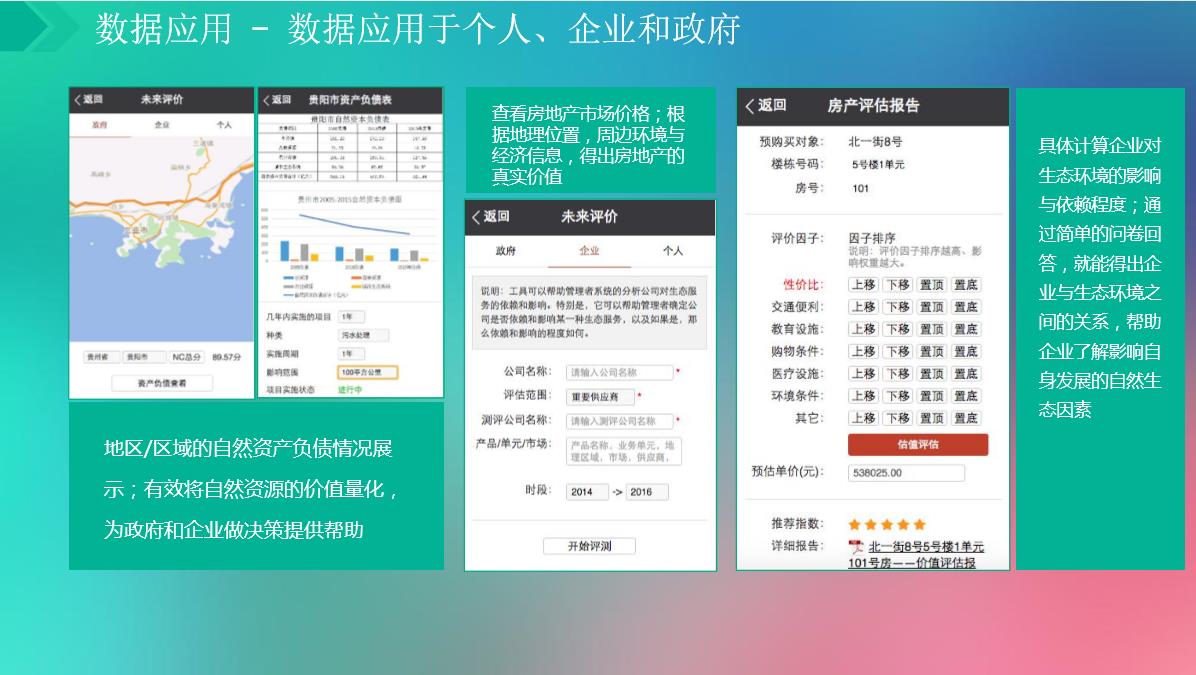 数据应用 - 数据应用于个人、企业和政府
返回
未来评价
政府
企业
个人
三道镇
高峰乡
三亚市
贵州省
贵阳市
NC总分
89.57分
资产负债查看
返回
贵阳市资产负债表
贵阳市自然资本负债表
贵州市2005-2015自然资本负债图
几年内实施的项目
1年
种类
污水处理
实施周期
1年
影响范围
100平方公里
项目实施状态
进行中
地区/区域的自然资产负债情况展
示；有效将自然资源的价值量化，
为政府和企业做决策提供帮助
查看房地产市场价格；根
据地理位置，周边环境与
经济信息，得出房地产的
真实价值
返回
未来评价
政府
企业
个人
说明：工具可以帮助管理者系统的分析公司对生态服
务的依赖和影响。特别是，它可以帮助管理者确定公
司是否依赖和影响某一种生态服务，以及如果是，那
么依赖和影响的程度如何。
公司名称：
请输入公司名称
*
评估范围：
重要供应商
*
测评公司名称：
请输入测评公司名称
*
产品/单元/市场：
产品名称，业务单元，地
理区域，市场，供应商，
时段：
2014
->
2016
开始评测
返回
房产评估报告
预购买对象：
北一街8号
楼栋号码：
5号楼1单元
房号：
101
评价因子：
因子排序
说明：评价因子排序越高、影
响权重越大。
性价比：
上移 下移 置顶 置底
交通便利：
上移 下移 置顶 置底
教育设施：
上移 下移 置顶 置底
购物条件：
上移 下移 置顶 置底
医疗设施：
上移 下移 置顶 置底
环境条件：
上移 下移 置顶 置底
其它：
上移 下移 置顶 置底
估值评估
预估单价(元)：
538025.00
推荐指数：
详细报告：
北一街8号5号楼1单元
101号房——价值评估报
具体计算企业对
生态环境的影响
与依赖程度；通
过简单的问卷回
答，就能得出企
业与生态环境之
间的关系，帮助
企业了解影响自
身发展的自然生
态因素